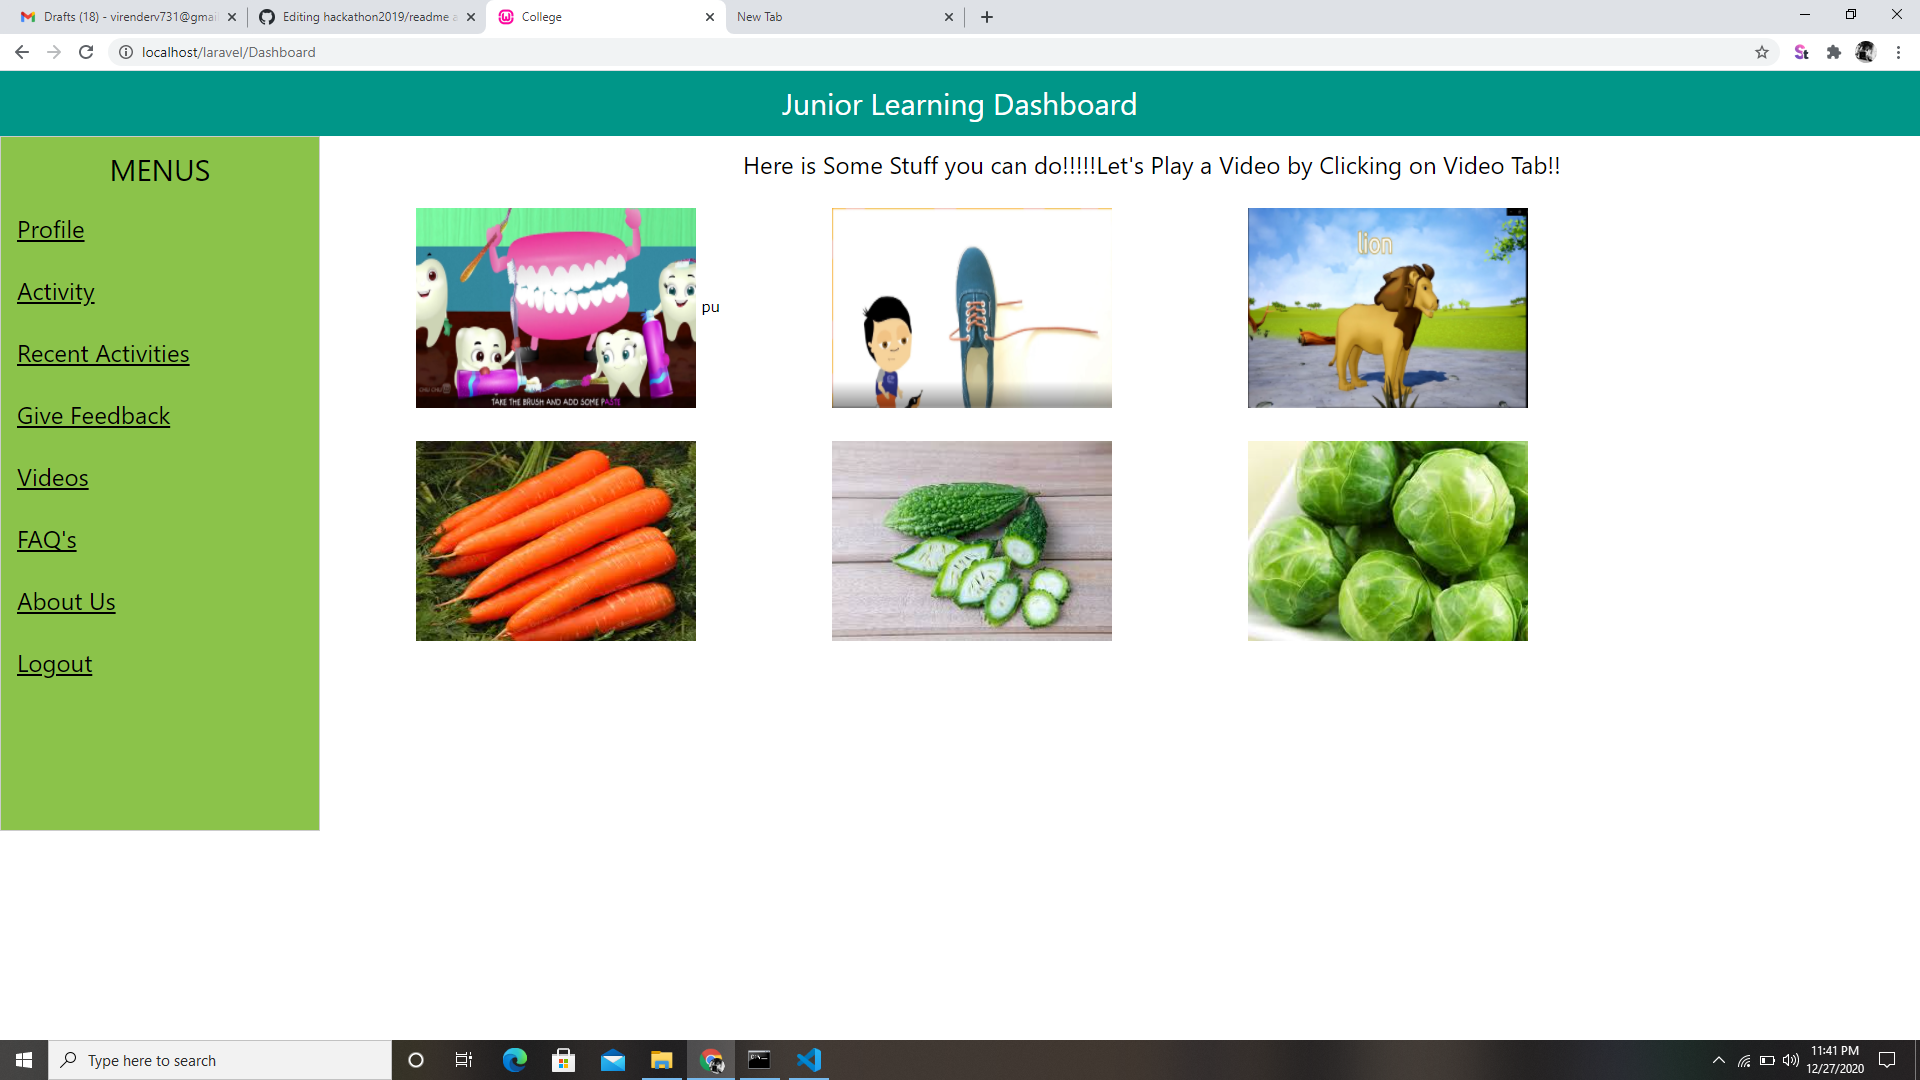 Drafts (18) - virenderv731@gmai
Editing hackathon2019/readme a
College
New Tab
localhost/laravel/Dashboard
St
Junior Learning Dashboard
MENUS
Profile
Activity
Recent Activities
Give Feedback
Videos
FAQ's
About Us
Logout
Here is Some Stuff you can do!!!!!Let's Play a Video by Clicking on Video Tab!!
TAKE THE BRUSH AND ADD SOME PASTE
pu
lion
Type here to search
11:41 PM
12/27/2020